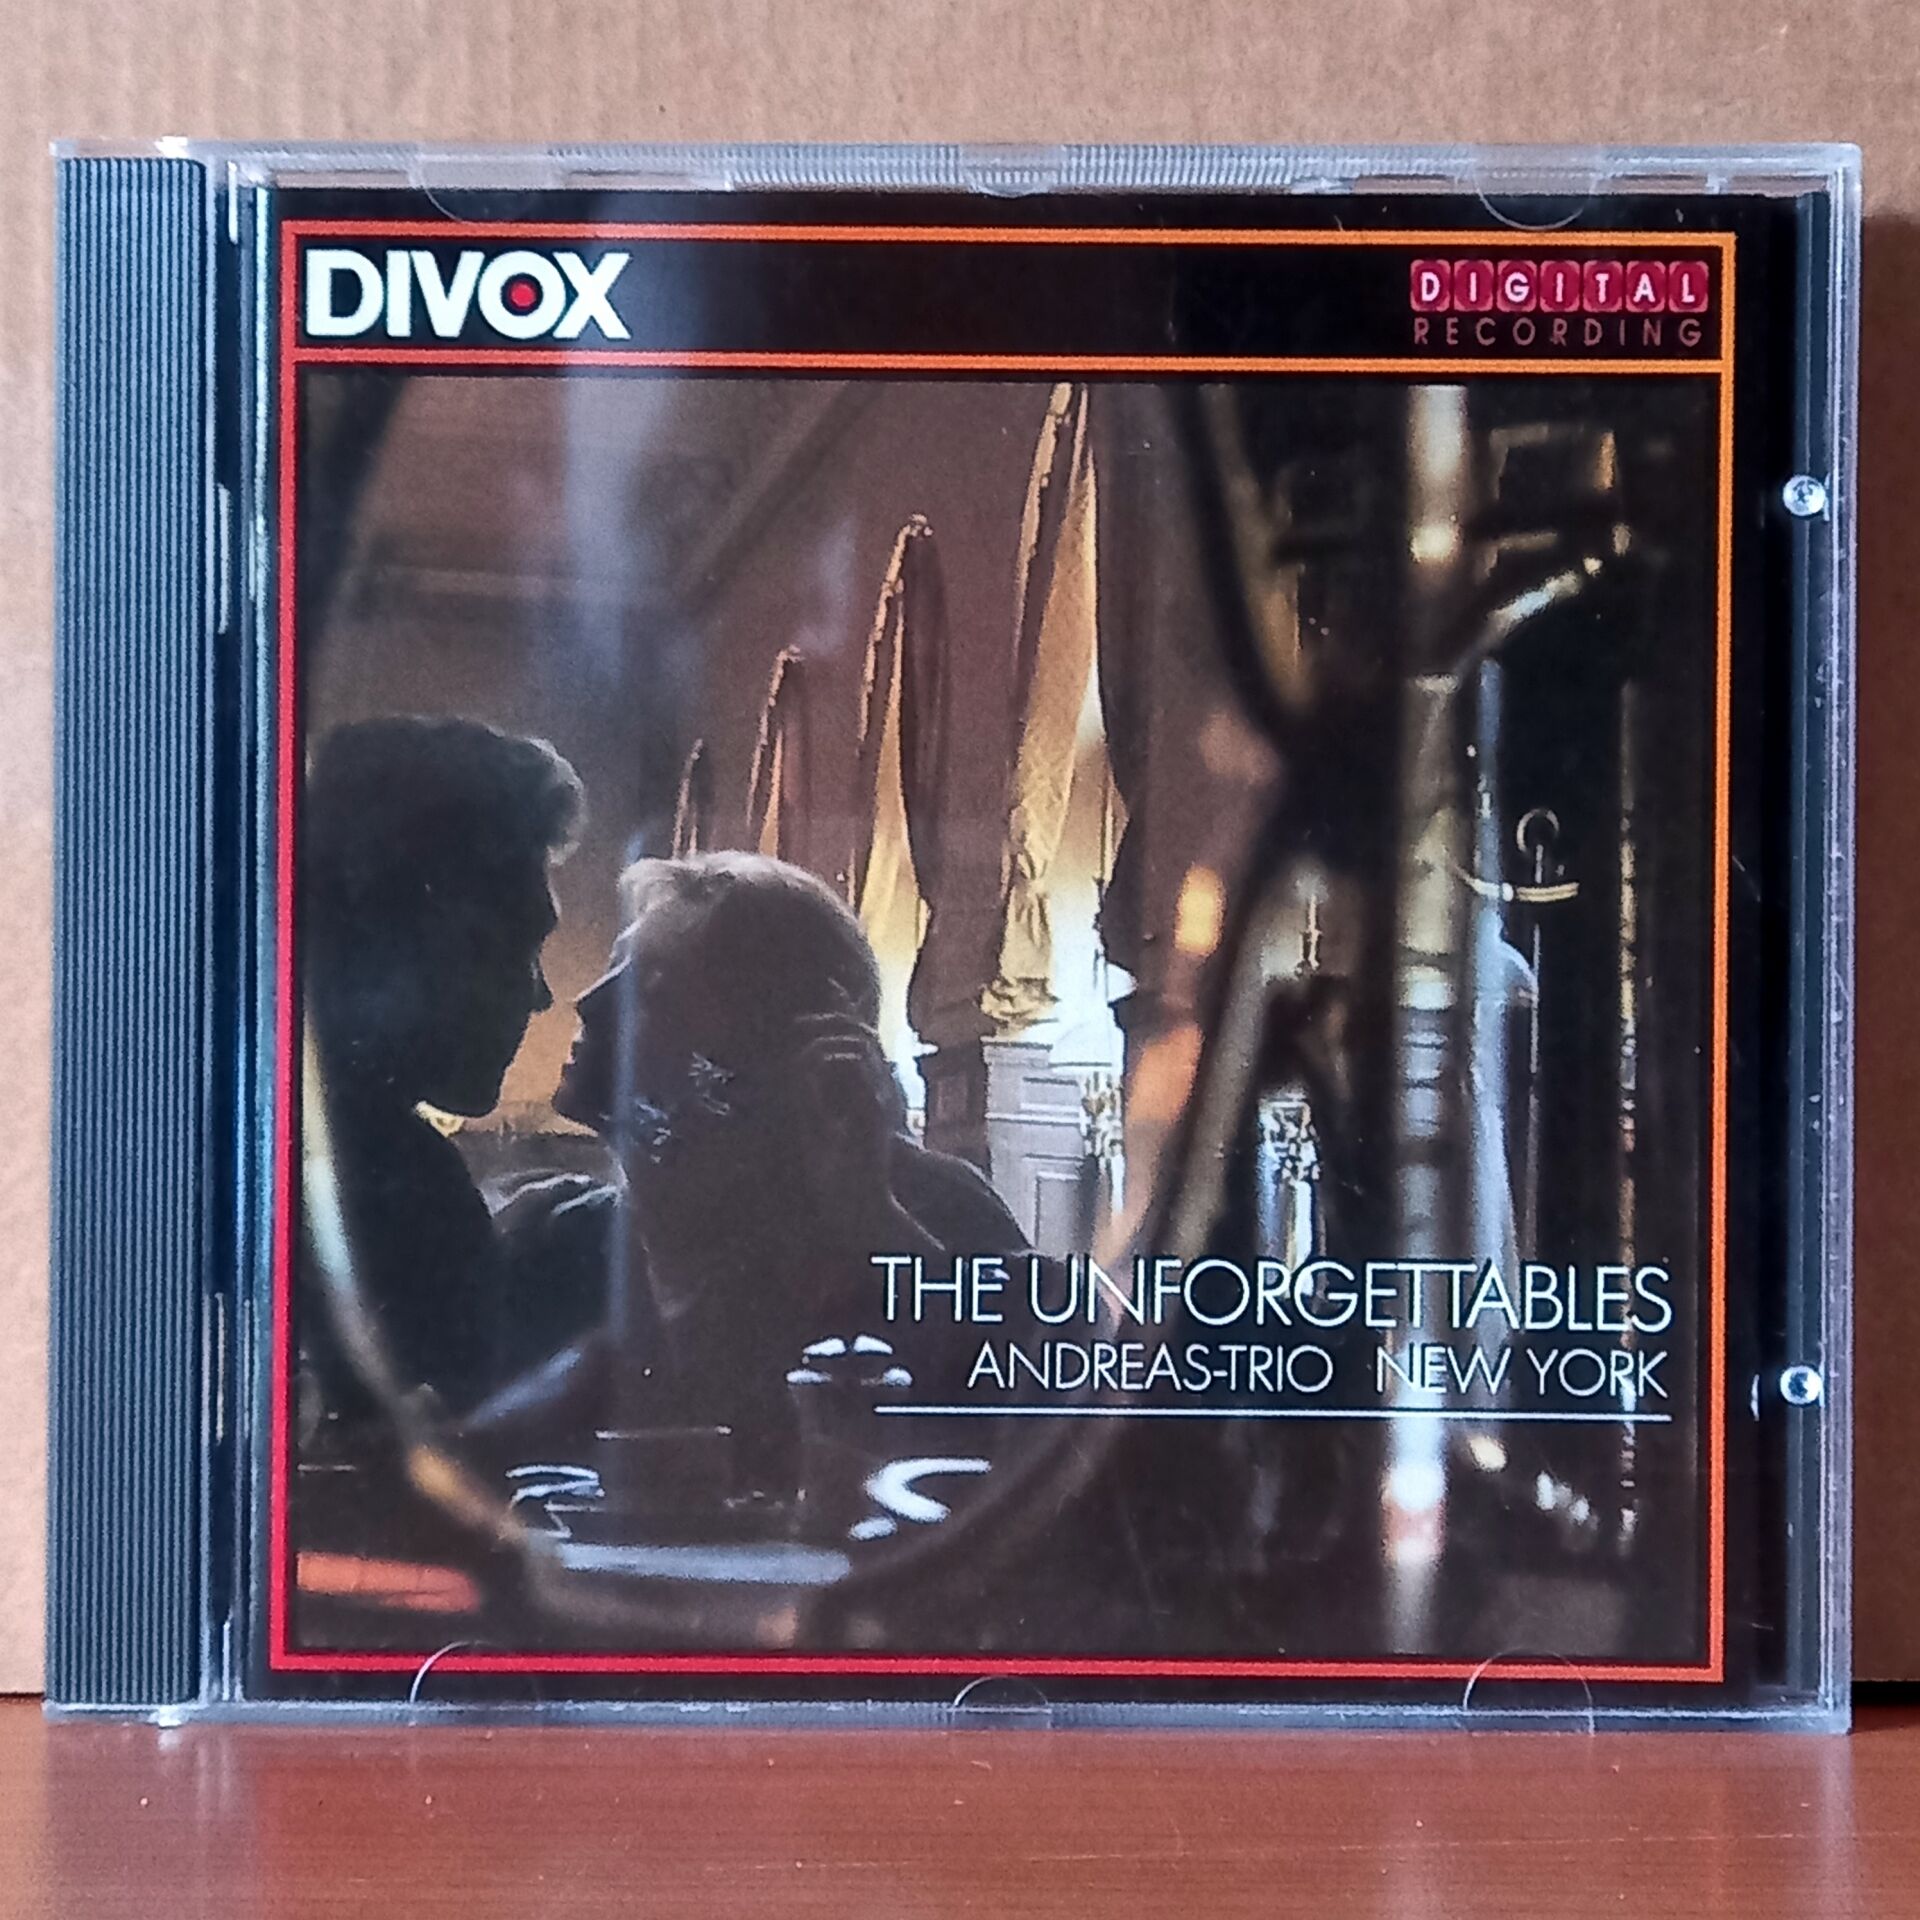 DIVOX
DIGITAL
RECORDING
THE UNFORGETTABLES
ANDREAS-TRIO NEW YORK